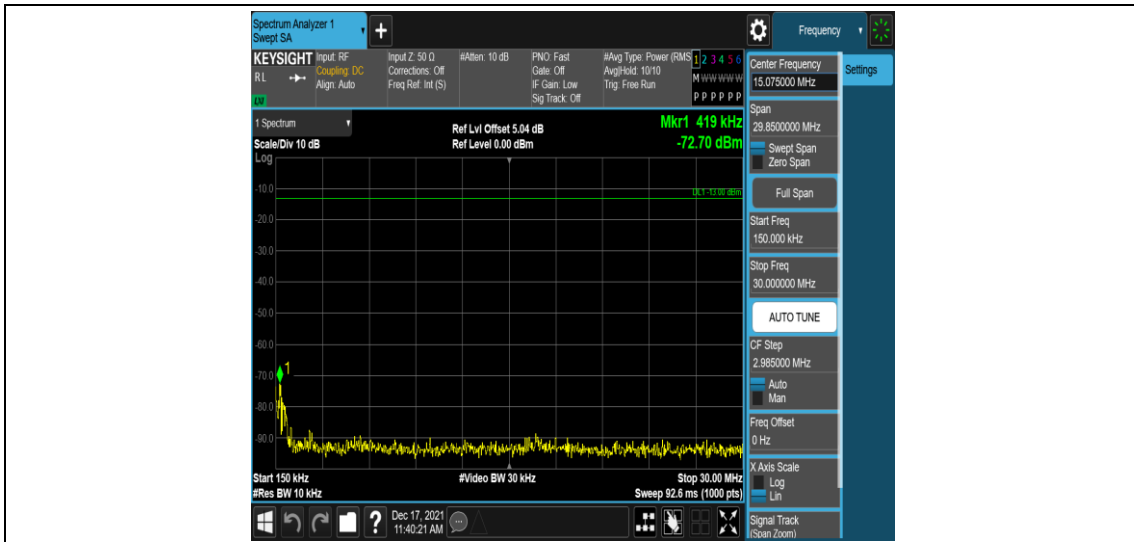 Spectrum Analyzer 1
Swept SA
+
Frequency
KEYSIGHT
RL
LXI
Input: RF
Coupling: DC
Align: Auto
Input Z: 50 Ω
Corrections: Off
Freq Ref: Int (S)
#Atten: 10 dB
PNO: Fast
Gate: Off
IF Gain: Low
Sig Track: Off
#Avg Type: Power (RMS
Avg|Hold: 10/10
Trig: Free Run
1 2 3 4 5 6
M W W W W W
P P P P P P
1 Spectrum
Scale/Div 10 dB
Ref Lvl Offset 5.04 dB
Ref Level 0.00 dBm
Mkr1 419 kHz
-72.70 dBm
Log
DL1 -13.00 dBm
-10.0
-20.0
-30.0
-40.0
-50.0
-60.0
-70.0
-80.0
-90.0
1
Start 150 kHz
#Res BW 10 kHz
#Video BW 30 kHz
Stop 30.00 MHz
Sweep 92.6 ms (1000 pts)
Center Frequency
15.075000 MHz
Settings
Span
29.8500000 MHz
Swept Span
Zero Span
Full Span
Start Freq
150.000 kHz
Stop Freq
30.000000 MHz
AUTO TUNE
CF Step
2.985000 MHz
Auto
Man
Freq Offset
0 Hz
X Axis Scale
Log
Lin
Signal Track
(Span Zoom)
?
Dec 17, 2021
11:40:21 AM